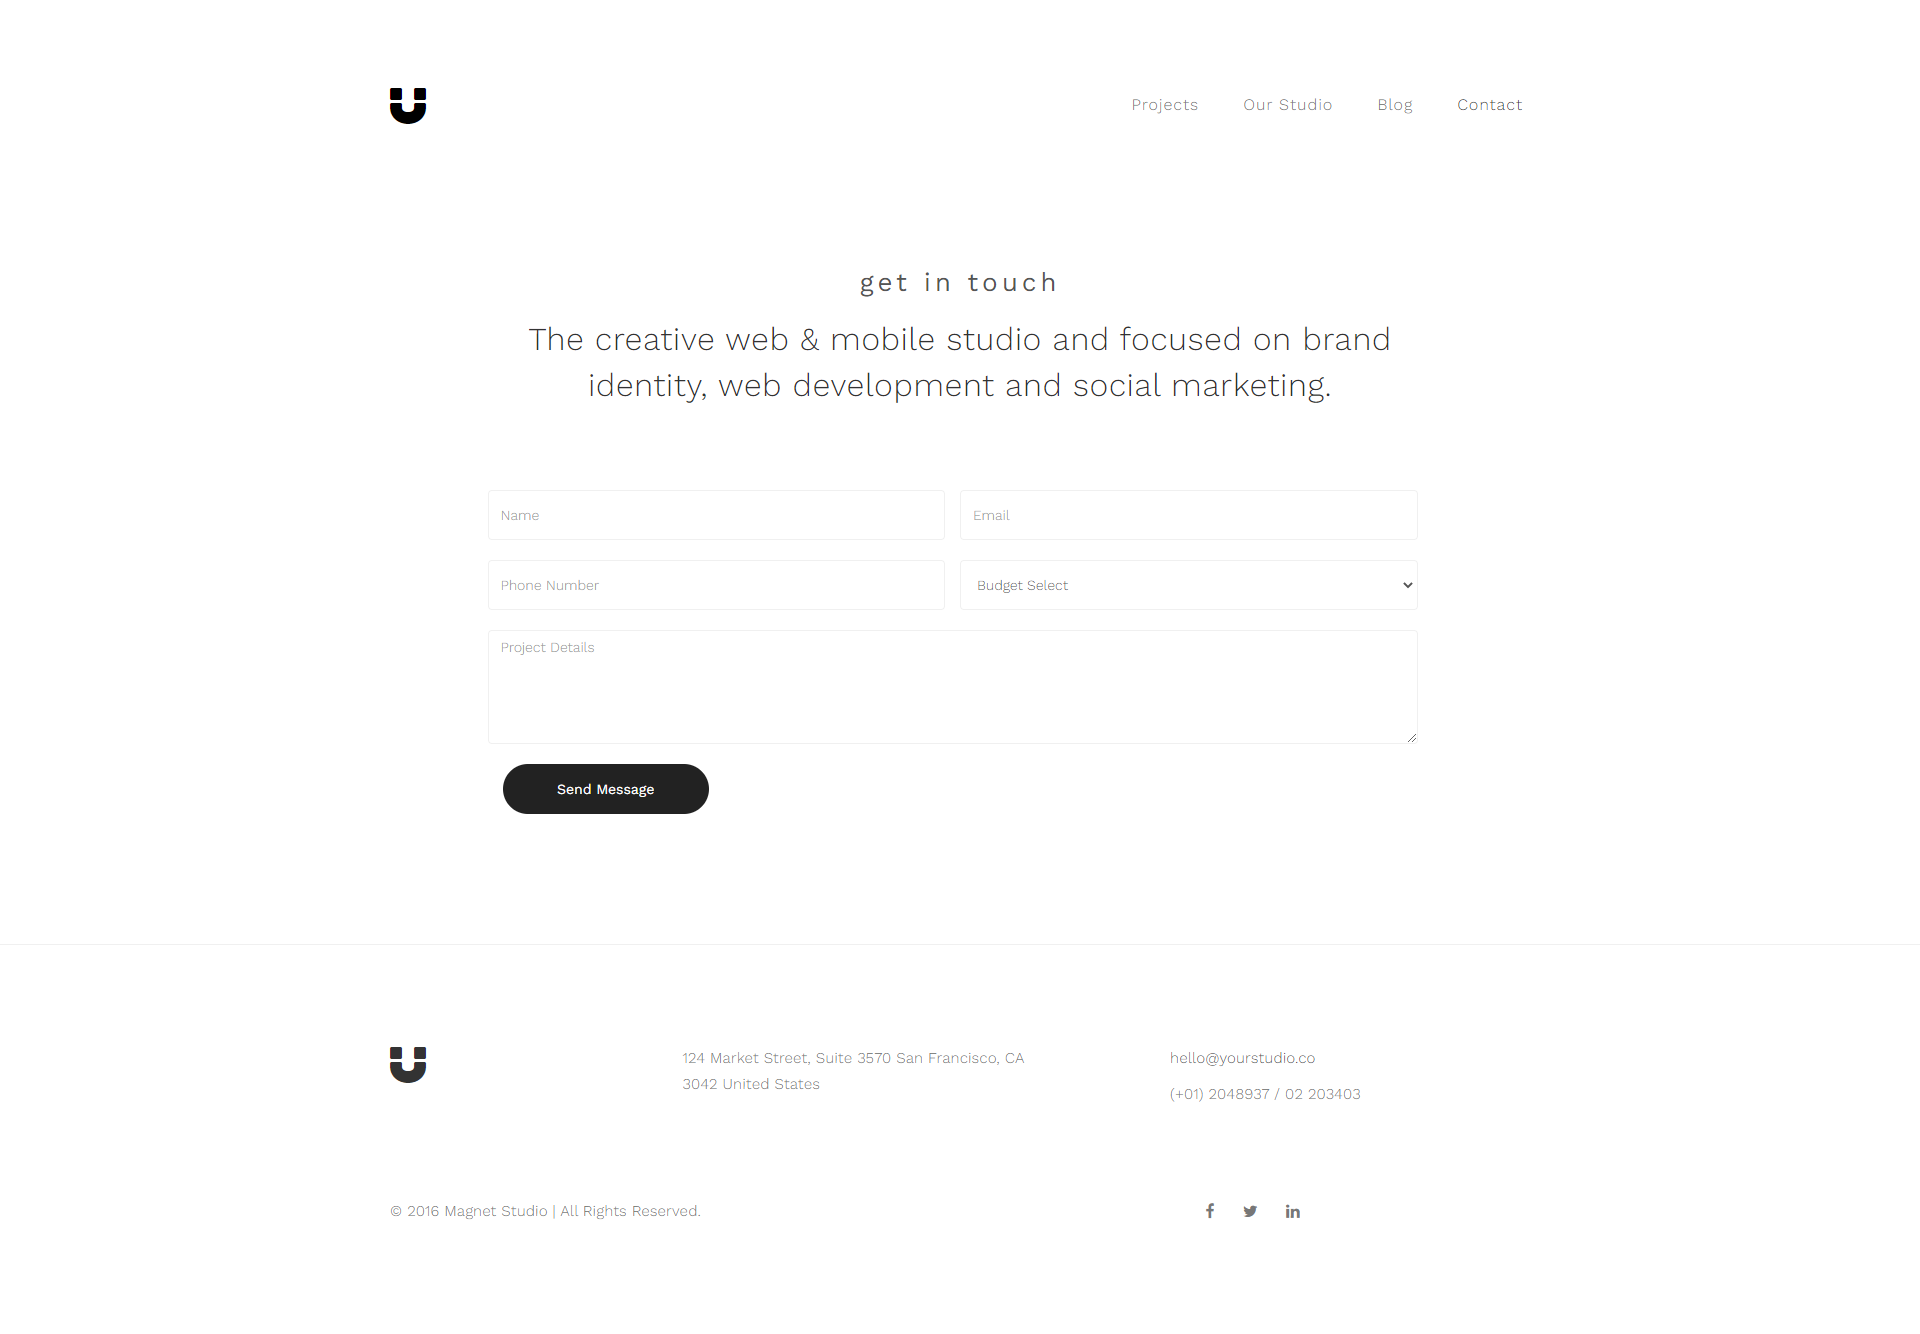 Projects Our Studio Blog Contact
get in touch
The creative web & mobile studio and focused on brand
identity, web development and social marketing.
Name Email
Phone Number Budget Select
Project Details
Send Message
124 Market Street, Suite 3570 San Francisco, CA
3042 United States
hello@yourstudio.co
(+01) 2048937 / 02 203403
© 2016 Magnet Studio | All Rights Reserved.